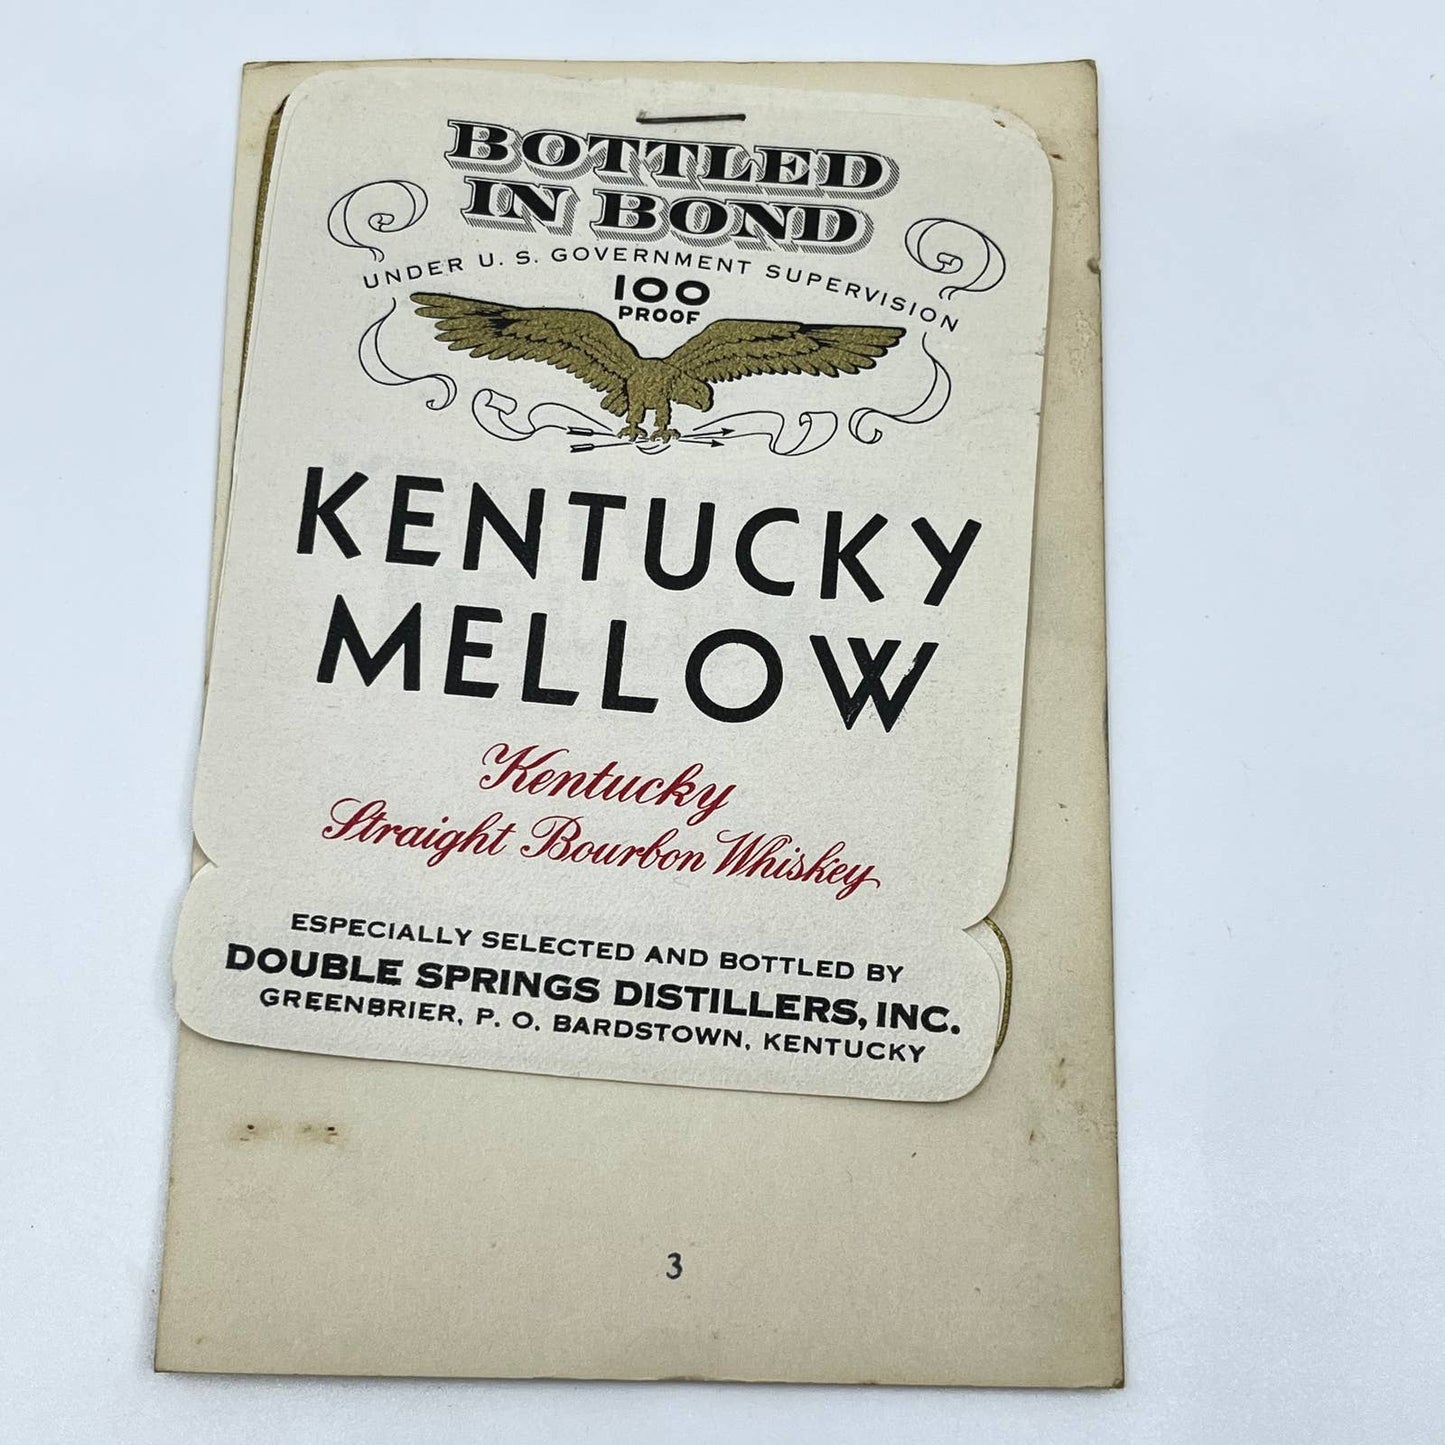 BOTTLED
IN BOND
UNDER U. S. GOVERNMENT SUPERVISION
100
PROOF
KENTUCKY
MELLOW
Kentucky
Straight Bourbon Whiskey
ESPECIALLY SELECTED AND BOTTLED BY
DOUBLE SPRINGS DISTILLERS, INC.
GREENBRIER, P. O. BARDSTOWN, KENTUCKY
3